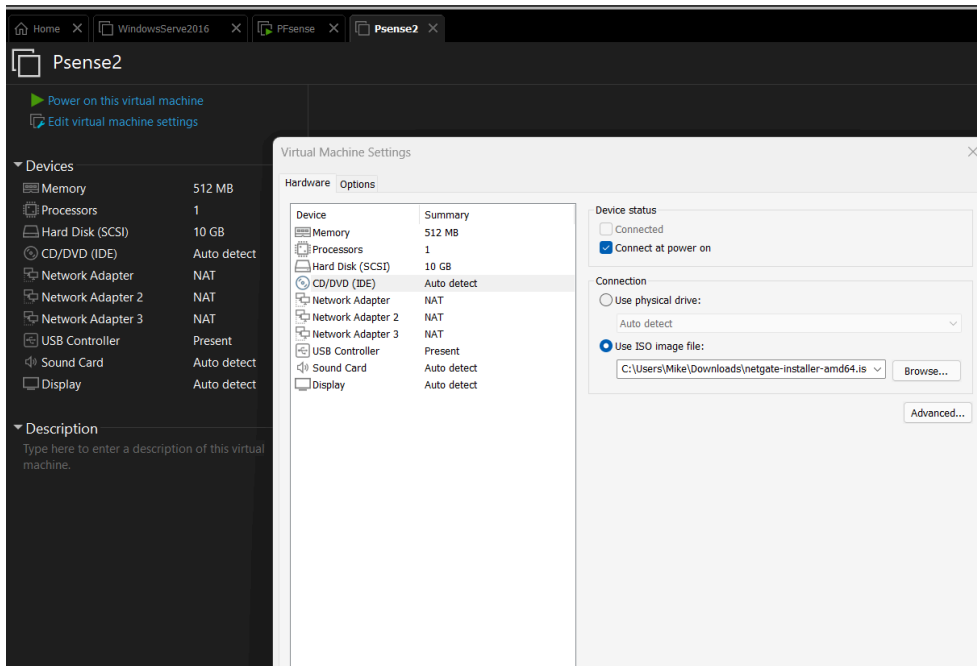 Home
WindowsServe2016
PFsense
Psense2
Psense2
Power on this virtual machine
Edit virtual machine settings
Devices
Memory 512 MB
Processors 1
Hard Disk (SCSI) 10 GB
CD/DVD (IDE) Auto detect
Network Adapter NAT
Network Adapter 2 NAT
Network Adapter 3 NAT
USB Controller Present
Sound Card Auto detect
Display Auto detect
Description
Type here to enter a description of this virtual
machine.
Virtual Machine Settings
Hardware Options
Device Summary
Memory 512 MB
Processors 1
Hard Disk (SCSI) 10 GB
CD/DVD (IDE) Auto detect
Network Adapter NAT
Network Adapter 2 NAT
Network Adapter 3 NAT
USB Controller Present
Sound Card Auto detect
Display Auto detect
Device status
Connected
Connect at power on
Connection
Use physical drive:
Auto detect
Use ISO image file:
C:\Users\Mike\Downloads\netgate-installer-amd64.is
Browse...
Advanced...